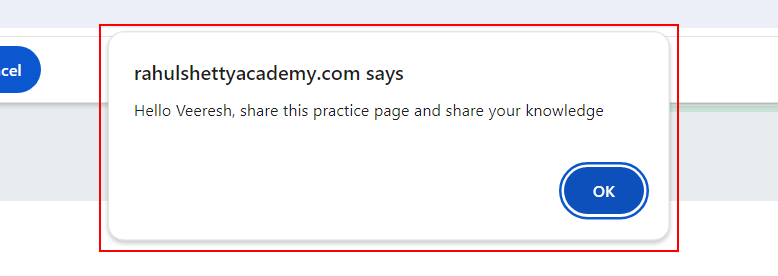 rahulshettyacademy.com says
cel
Hello Veeresh, share this practice page and share your knowledge
OK